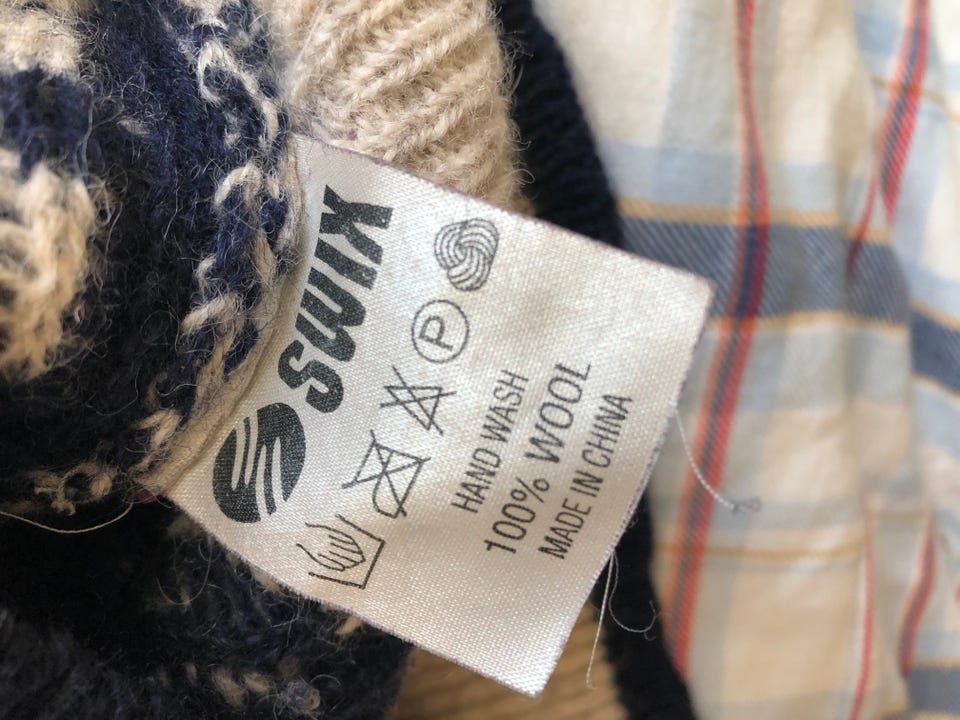 SWIX
P
HAND WASH
100% WOOL
MADE IN CHINA